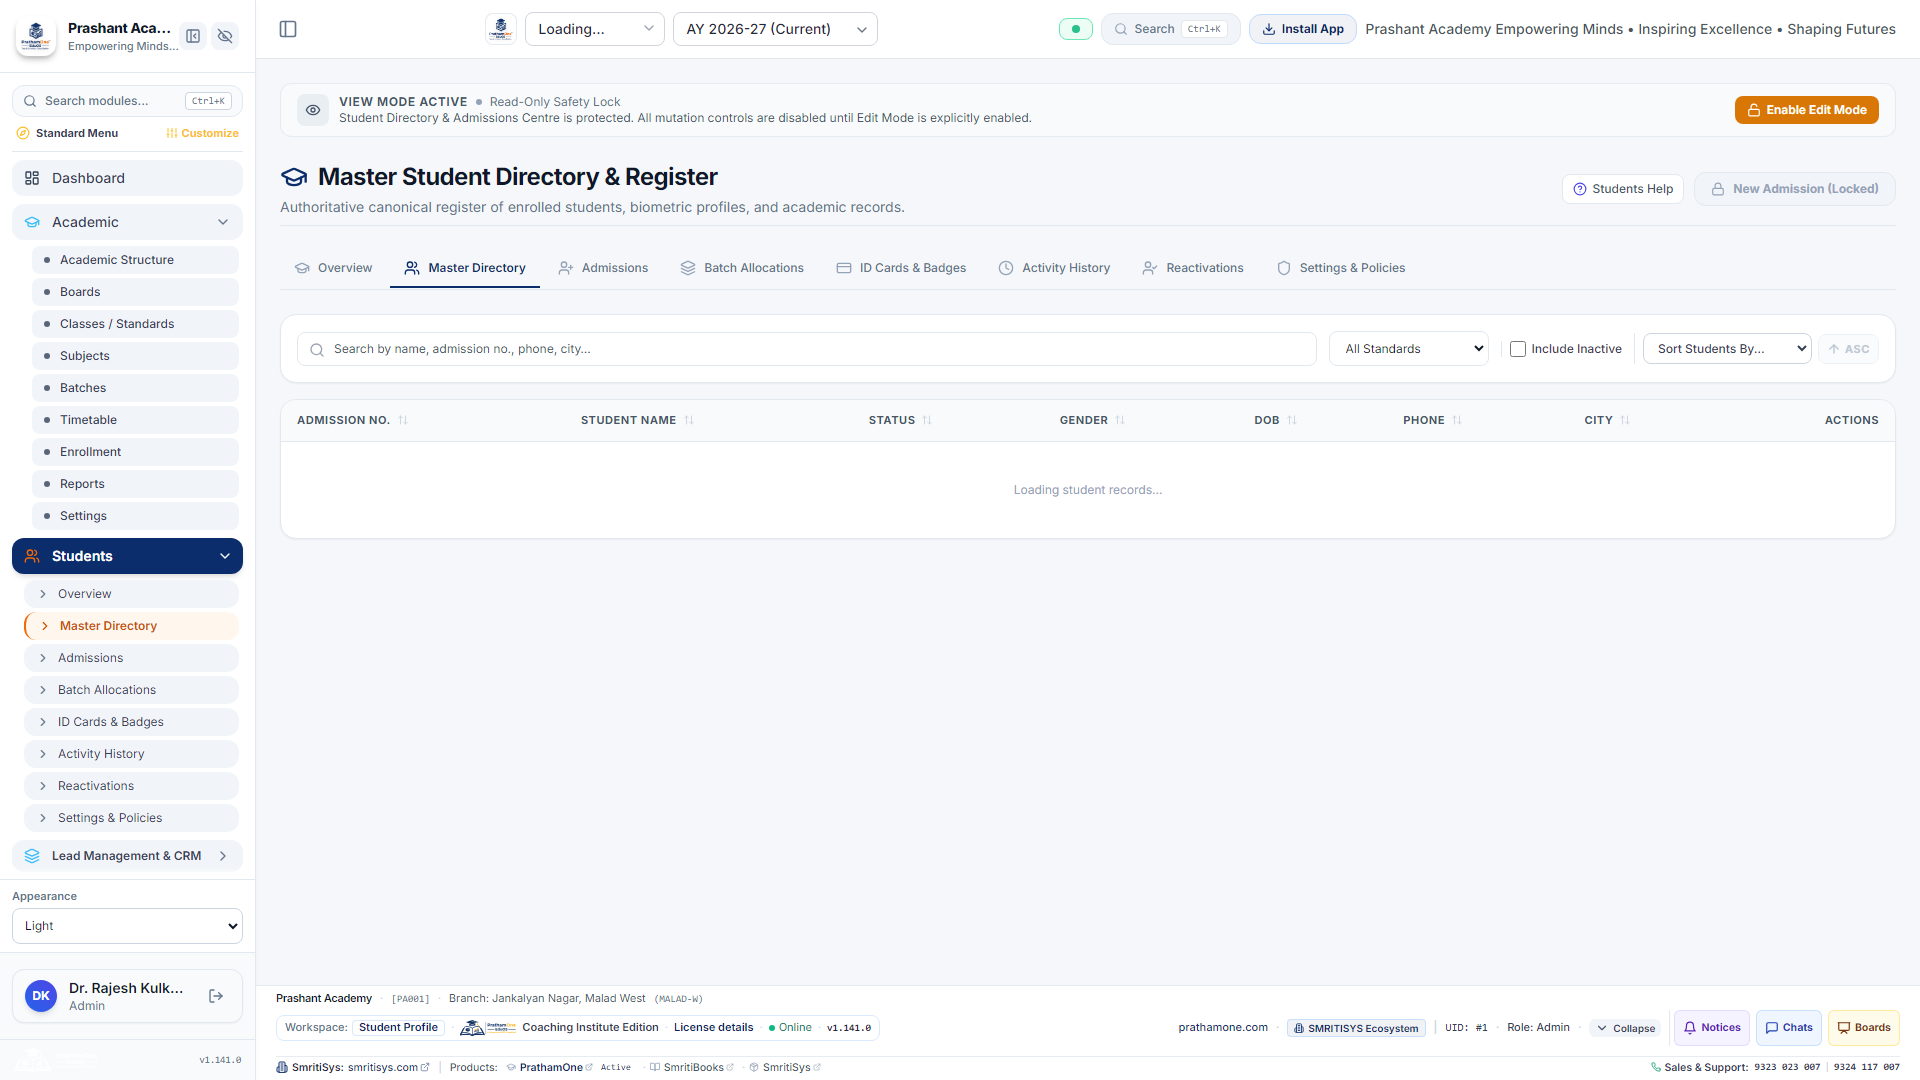 Prashant Aca...
Empowering Minds...
Search modules...
Ctrl+K
Standard Menu
Customize
Dashboard
Academic
Academic Structure
Boards
Classes / Standards
Subjects
Batches
Timetable
Enrollment
Reports
Settings
Students
Overview
Master Directory
Admissions
Batch Allocations
ID Cards & Badges
Activity History
Reactivations
Settings & Policies
Lead Management & CRM
Appearance
Light
DK
Dr. Rajesh Kulk...
Admin
v1.141.0
Loading...
AY 2026-27 (Current)
Search
Ctrl+K
Install App
Prashant Academy Empowering Minds • Inspiring Excellence • Shaping Futures
VIEW MODE ACTIVE
Read-Only Safety Lock
Student Directory & Admissions Centre is protected. All mutation controls are disabled until Edit Mode is explicitly enabled.
Enable Edit Mode
Master Student Directory & Register
Authoritative canonical register of enrolled students, biometric profiles, and academic records.
Students Help
New Admission (Locked)
Overview
Master Directory
Admissions
Batch Allocations
ID Cards & Badges
Activity History
Reactivations
Settings & Policies
Search by name, admission no., phone, city...
All Standards
Include Inactive
Sort Students By...
ASC
ADMISSION NO.
STUDENT NAME
STATUS
GENDER
DOB
PHONE
CITY
ACTIONS
Loading student records...
Prashant Academy · [PA001] · Branch: Jankalyan Nagar, Malad West (MALAD-W)
Workspace: Student Profile · Coaching Institute Edition · License details · Online · v1.141.0
prathamone.com · SMRITISYS Ecosystem | UID: #1 · Role: Admin · Collapse
Notices
Chats
Boards
SmritiSys: smritisys.com | Products: PrathamOne Active · SmritiBooks · SmritiSys
Sales & Support: 9323 023 007 | 9324 117 007